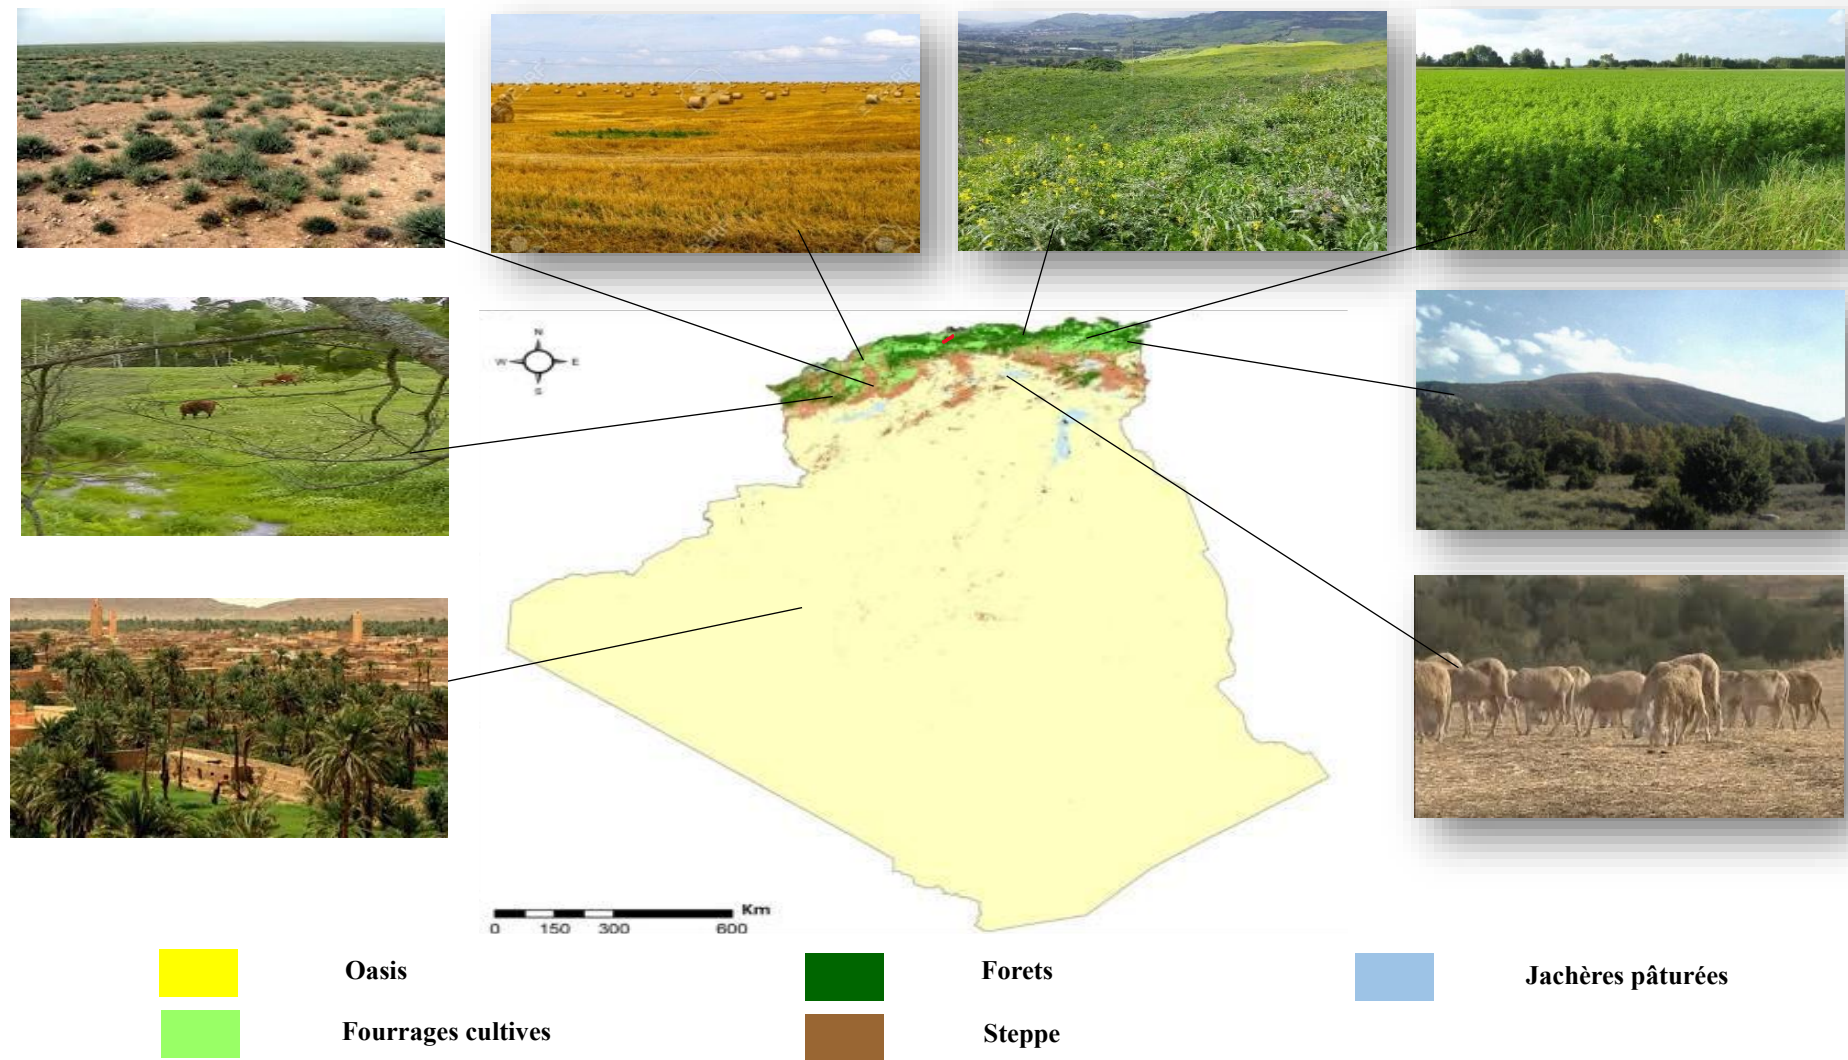 N
W E
S
Km
0 150 300 600
Oasis
Forets
Jachères pâturées
Fourrages cultives
Steppe